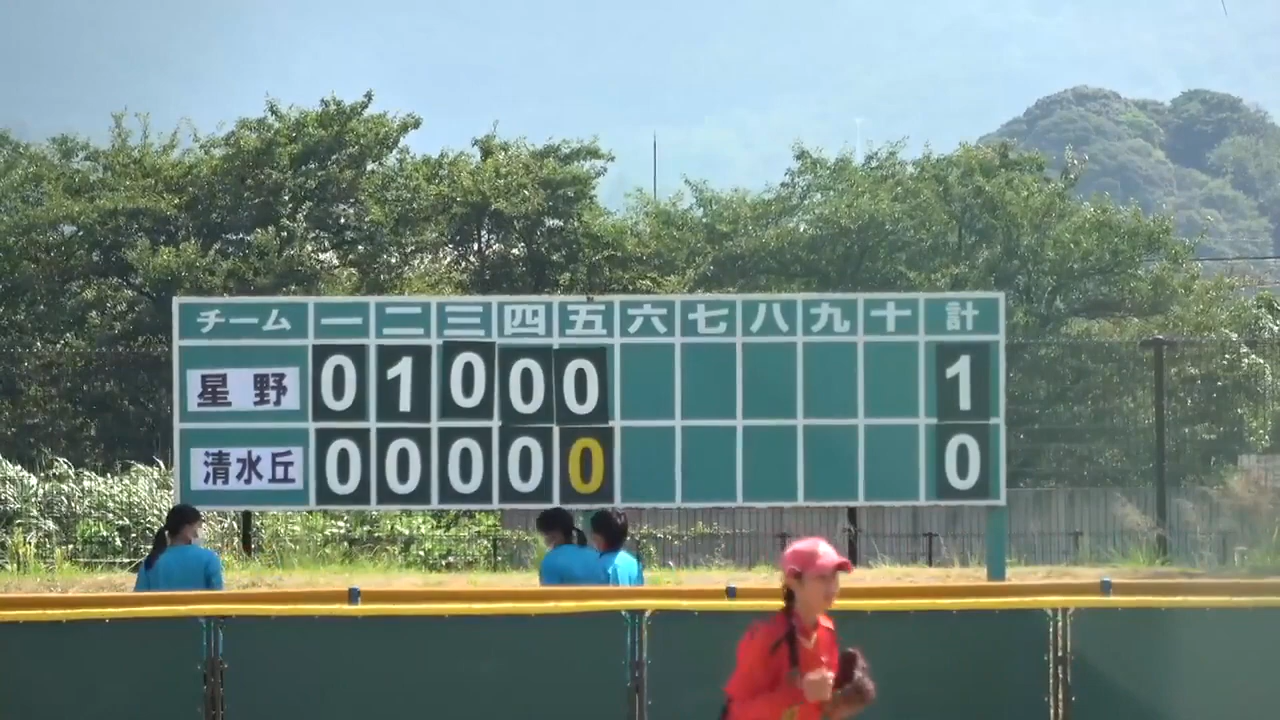 チーム 一 二 三 四 五 六 七 八 九 十 計
星野 0 1 0 0 0 1
清水丘 0 0 0 0 0 0